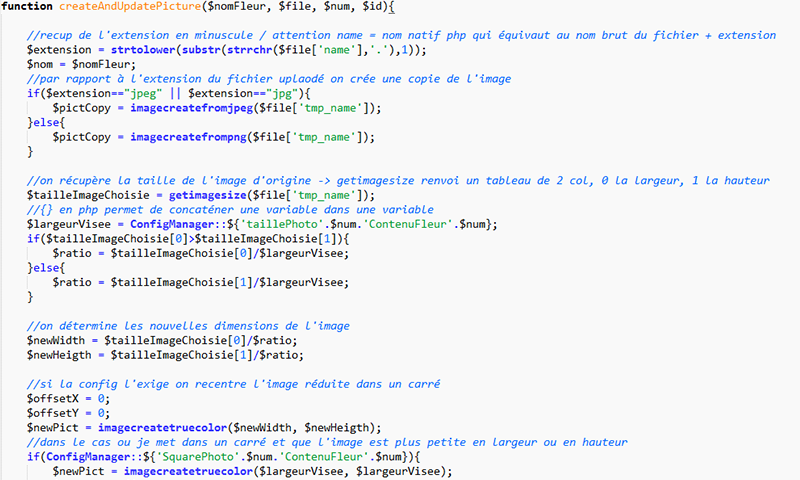 function createAndUpdatePicture($nomFleur, $file, $num, $id){
//recup de l'extension en minuscule / attention name = nom natif php qui équivaut au nom brut du fichier + extension
$extension = strtolower(substr(strrchr($file['name'],'.'),1));
$nom = $nomFleur;
//par rapport à l'extension du fichier uplaodé on crée une copie de l'image
if($extension=="jpeg" || $extension=="jpg"){
$pictCopy = imagecreatefromjpeg($file['tmp_name']);
}else{
$pictCopy = imagecreatefrompng($file['tmp_name']);
}
//on récupère la taille de l'image d'origine -> getimagesize renvoi un tableau de 2 col, 0 la largeur, 1 la hauteur
$tailleImageChoisie = getimagesize($file['tmp_name']);
//{} en php permet de concaténer une variable dans une variable
$largeurVisee = ConfigManager::${'taillePhoto'.$num.'ContenuFleur'.$num};
if($tailleImageChoisie[0]>$tailleImageChoisie[1]){
$ratio = $tailleImageChoisie[0]/$largeurVisee;
}else{
$ratio = $tailleImageChoisie[1]/$largeurVisee;
}
//on détermine les nouvelles dimensions de l'image
$newWidth = $tailleImageChoisie[0]/$ratio;
$newHeigth = $tailleImageChoisie[1]/$ratio;
//si la config l'exige on recentre l'image réduite dans un carré
$offsetX = 0;
$offsetY = 0;
$newPict = imagecreatetruecolor($newWidth, $newHeigth);
//dans le cas ou je met dans un carré et que l'image est plus petite en largeur ou en hauteur
if(ConfigManager::${'SquarePhoto'.$num.'ContenuFleur'.$num}){
$newPict = imagecreatetruecolor($largeurVisee, $largeurVisee);